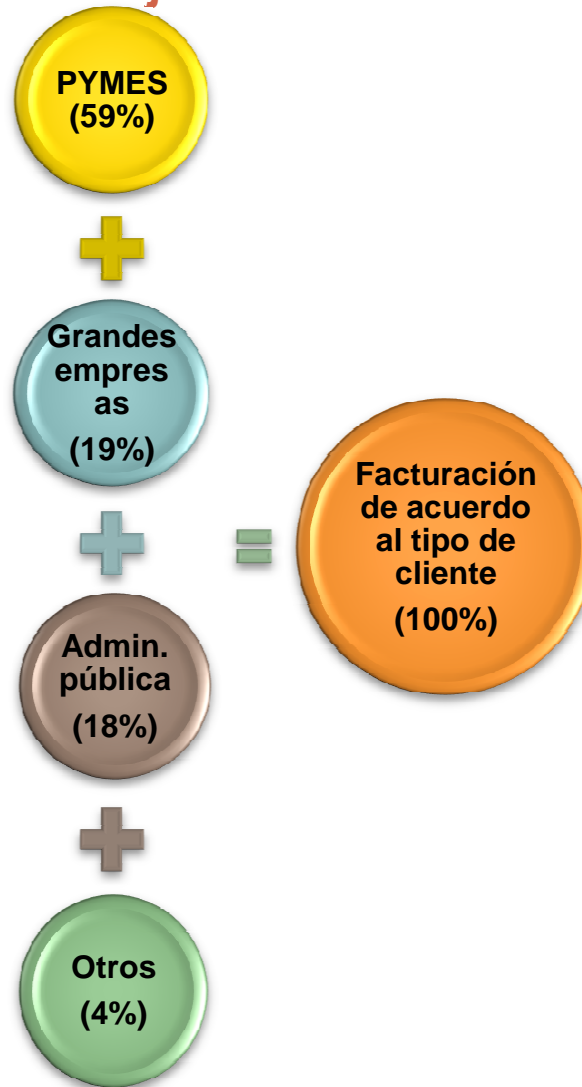 PYMES
(59%)
Grandes
empres
as
(19%)
Admin.
pública
(18%)
Otros
(4%)
Facturación
de acuerdo
al tipo de
cliente
(100%)